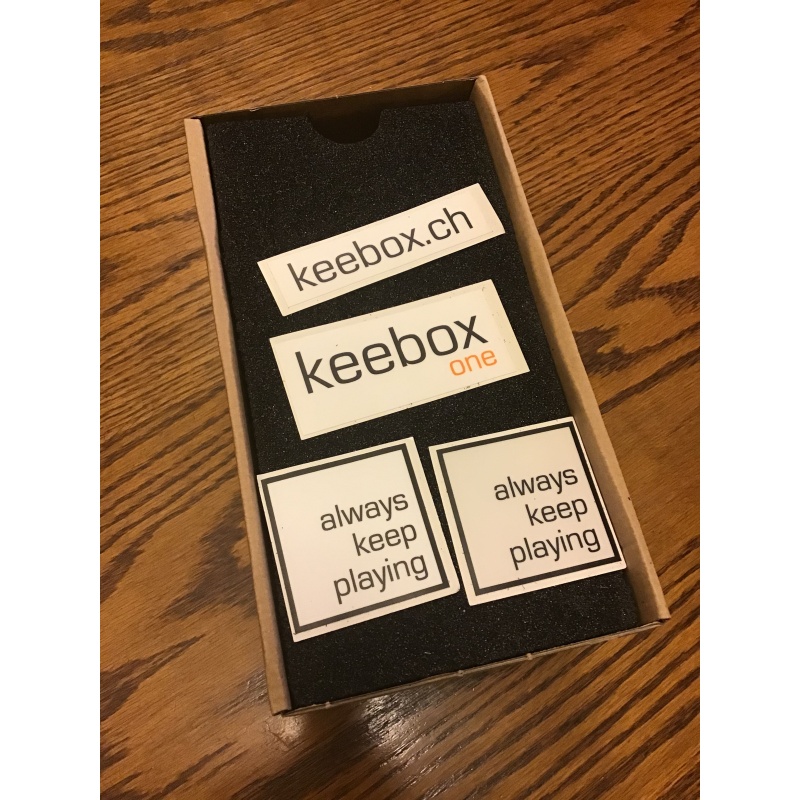 keebox.ch
keebox
one
always
keep
playing
always
keep
playing